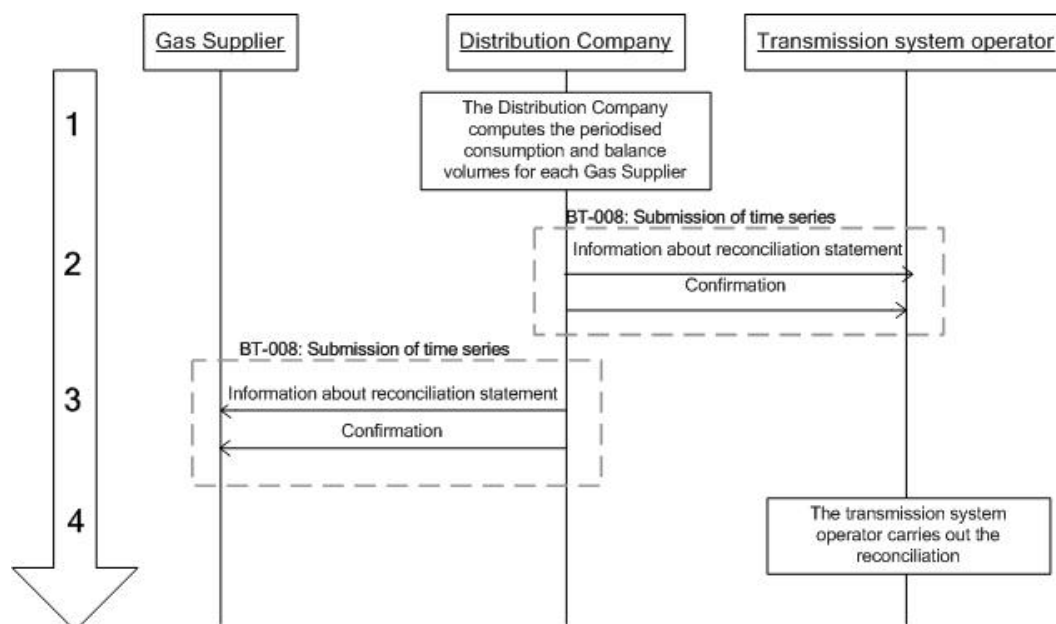 Gas Supplier
Distribution Company
Transmission system operator
1
The Distribution Company
computes the periodised
consumption and balance
volumes for each Gas Supplier
BT-008: Submission of time series
2
Information about reconciliation statement
Confirmation
BT-008: Submission of time series
3
Information about reconciliation statement
Confirmation
4
The transmission system
operator carries out the
reconciliation